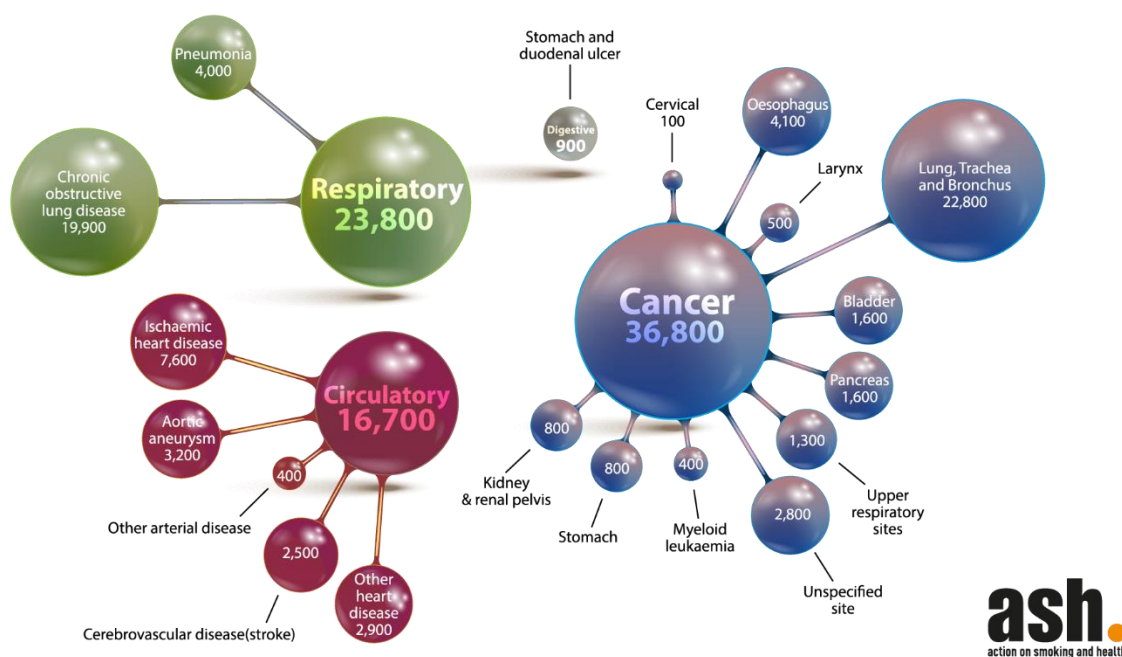 Pneumonia
4,000
Chronic
obstructive
lung disease
19,900
Respiratory
23,800
Stomach and
duodenal ulcer
Digestive
900
Cervical
100
Oesophagus
4,100
Larynx
500
Lung, Trachea
and Bronchus
22,800
Cancer
36,800
Bladder
1,600
Pancreas
1,600
1,300
Upper
respiratory
sites
2,800
Unspecified
site
400
Myeloid
leukaemia
800
Stomach
800
Kidney
& renal pelvis
Ischaemic
heart disease
7,600
Circulatory
16,700
Aortic
aneurysm
3,200
400
Other arterial disease
2,500
Cerebrovascular disease(stroke)
Other
heart
disease
2,900
ash.
action on smoking and health